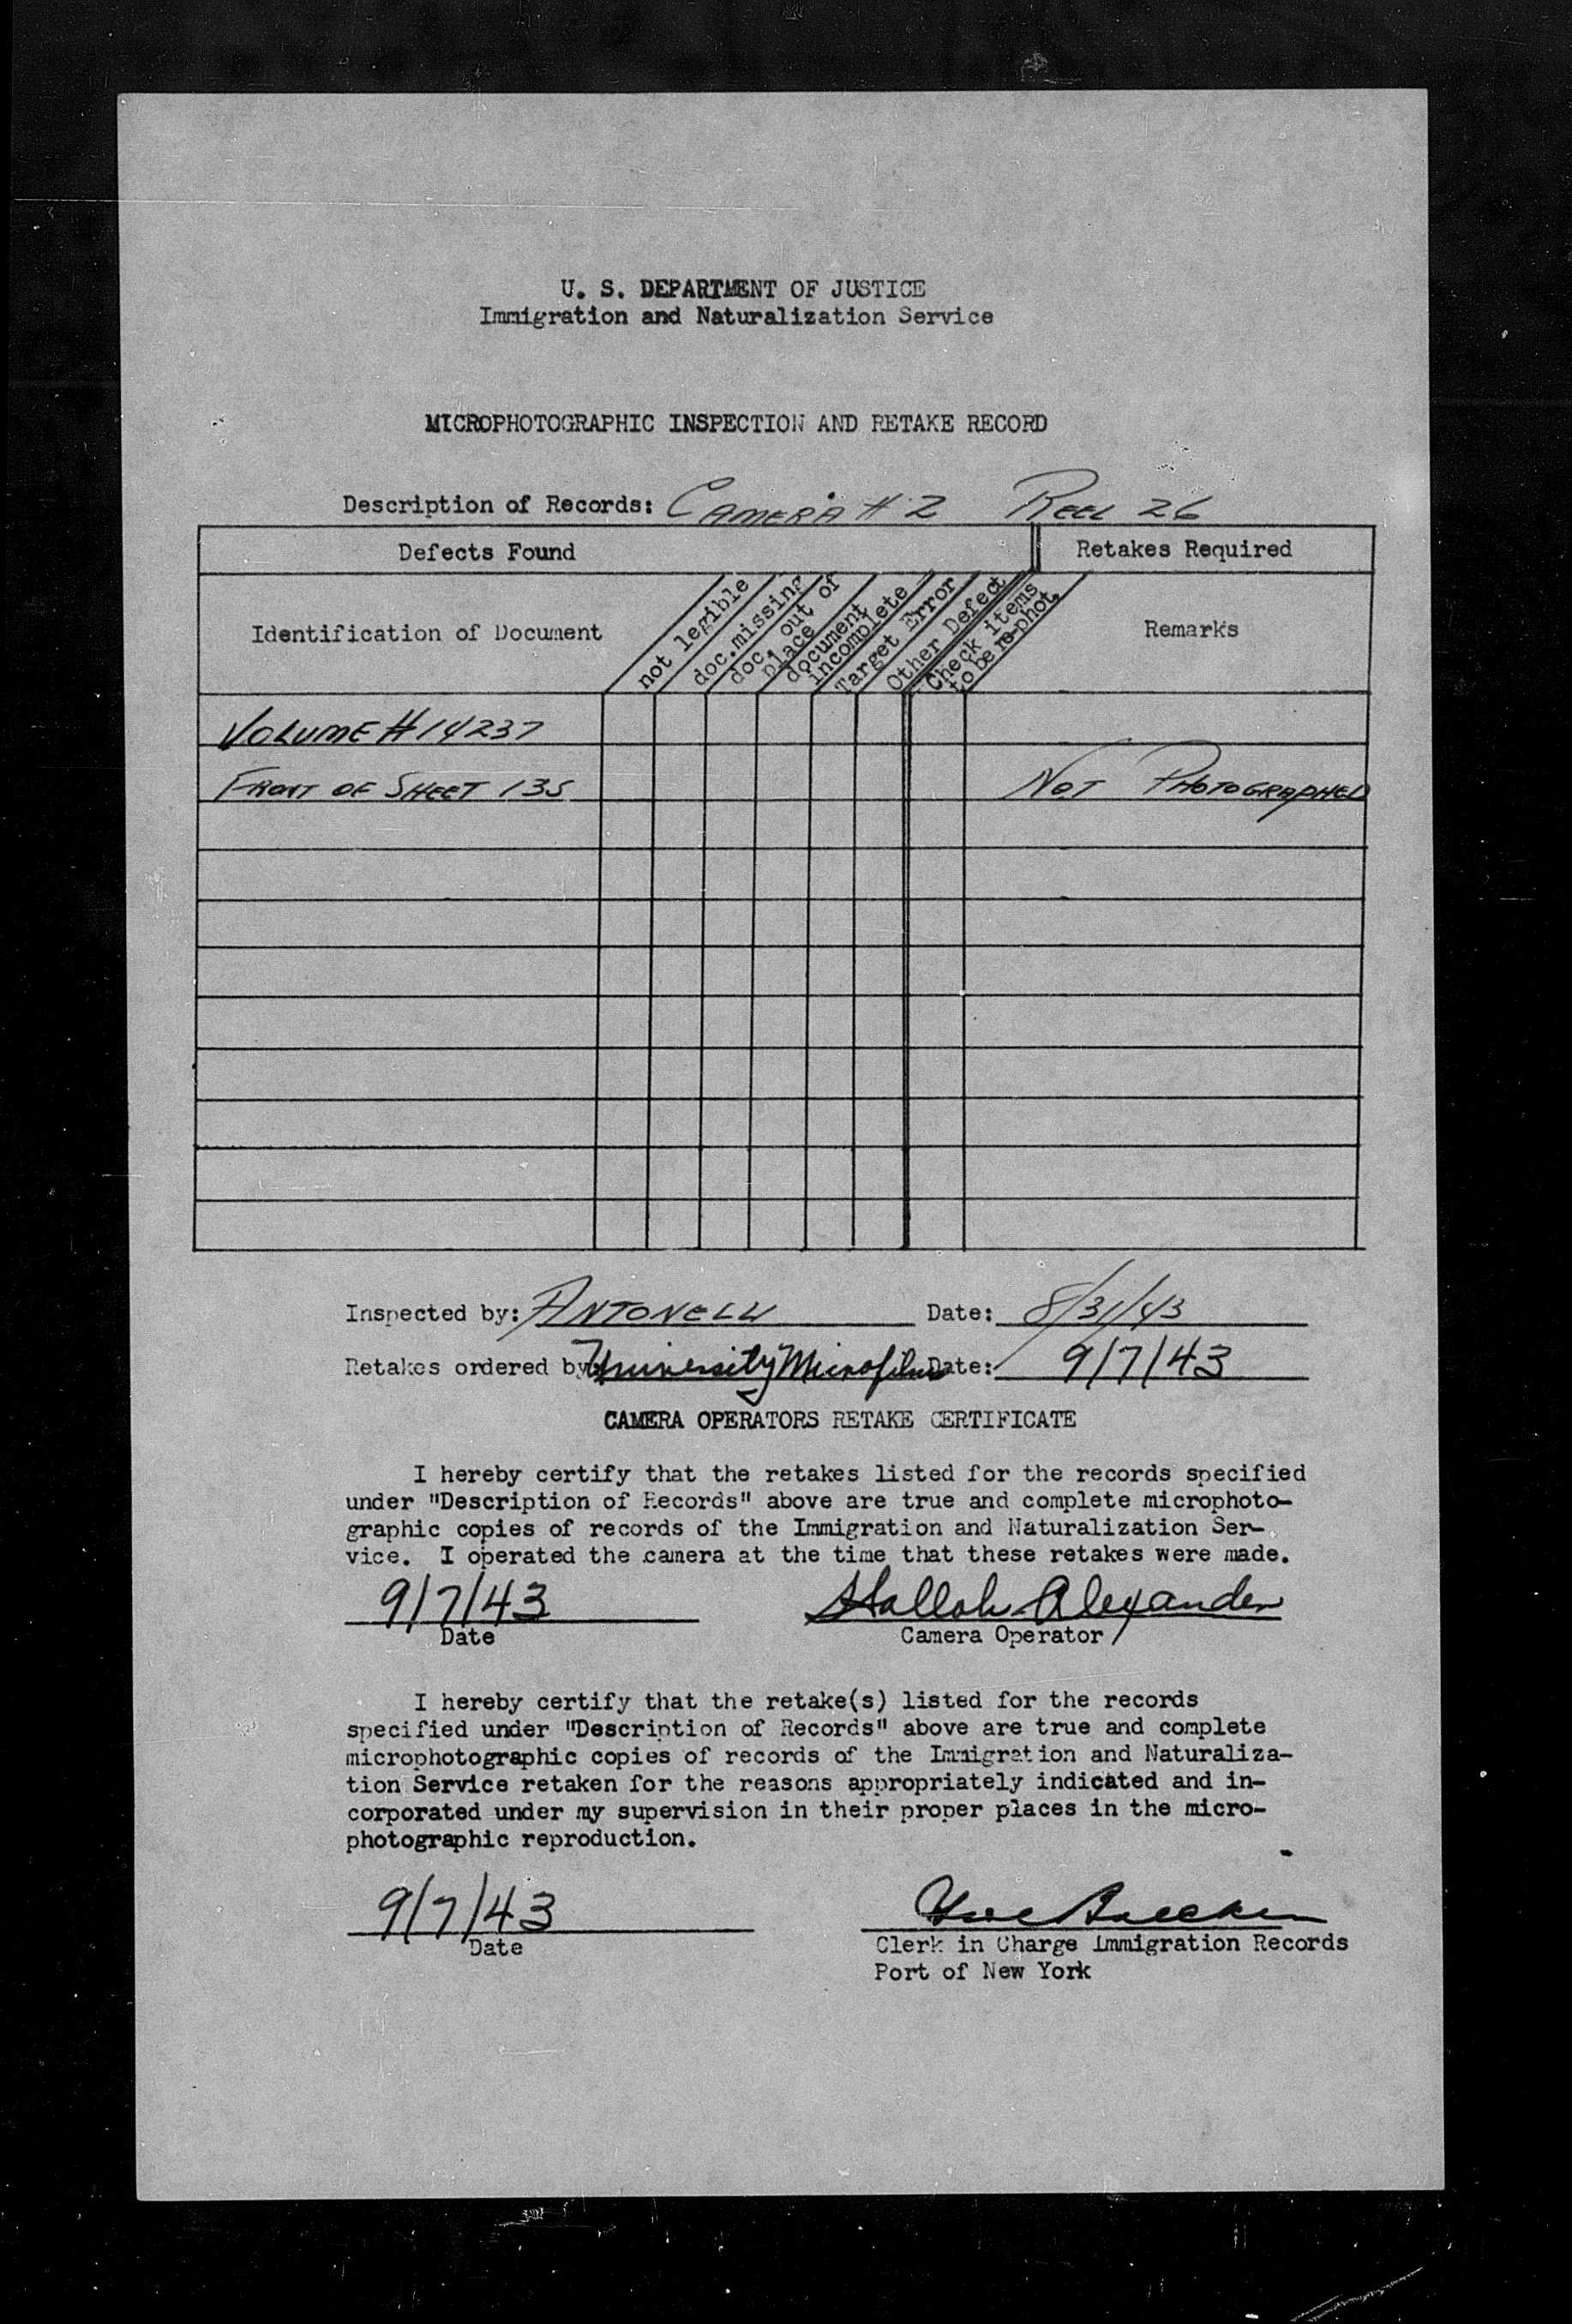 U. S. DEPARTMENT OF JUSTICE
Immigration and Naturalization Service
MICROPHOTOGRAPHIC INSPECTION AND RETAKE RECORD
Description of Records: CAMERA # 2 REEL 26
Defects Found
Retakes Required
Identification of Document
not legible
doc.missing
doc. out of
place
document
incomplete
Target Error
Other Defect
Check items
to be re-phot.
Remarks
VOLUME # 14237
FRONT OF SHEET 135 NOT PHOTOGRAPHED
Inspected by: ANTONELLI Date: 8/31/43
Retakes ordered by: University Microfilms Date: 9/7/43
CAMERA OPERATORS RETAKE CERTIFICATE
I hereby certify that the retakes listed for the records specified
under "Description of Records" above are true and complete microphoto-
graphic copies of records of the Immigration and Naturalization Ser-
vice. I operated the camera at the time that these retakes were made.
9/7/43 Alexander
Date Camera Operator
I hereby certify that the retake(s) listed for the records
specified under "Description of Records" above are true and complete
microphotographic copies of records of the Immigration and Naturaliza-
tion Service retaken for the reasons appropriately indicated and in-
corporated under my supervision in their proper places in the micro-
photographic reproduction.
9/7/43
Date
Clerk in Charge Immigration Records
Port of New York